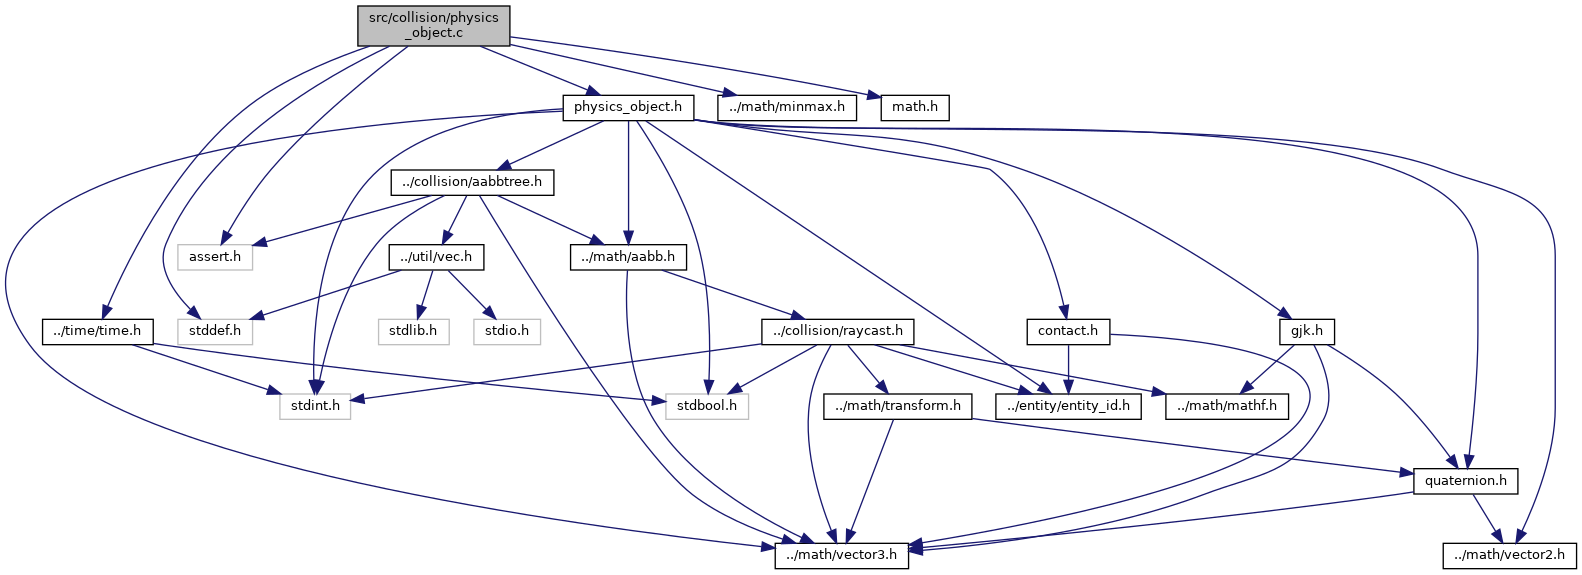 src/collision/physics
_object.c
physics_object.h
../math/minmax.h
math.h
../collision/aabbtree.h
assert.h
../util/vec.h
../math/aabb.h
../time/time.h
stddef.h
stdlib.h
stdio.h
../collision/raycast.h
contact.h
gjk.h
stdint.h
stdbool.h
../math/transform.h
../entity/entity_id.h
../math/mathf.h
quaternion.h
../math/vector3.h
../math/vector2.h